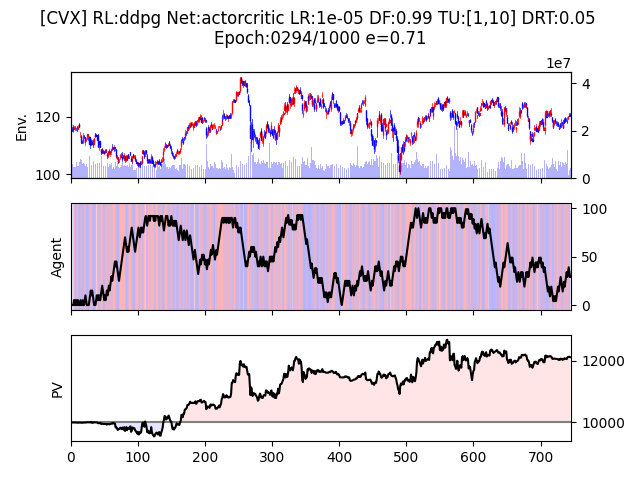 [CVX] RL:ddpg Net:actorcritic LR:1e-05 DF:0.99 TU:[1,10] DRT:0.05
Epoch:0294/1000 e=0.71
1e7
Env.
120
100
4
2
0
Agent
100
50
0
PV
12000
10000
0 100 200 300 400 500 600 700